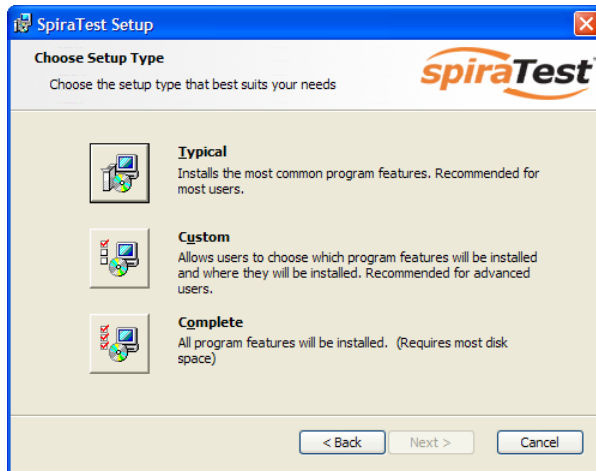 SpiraTest Setup
Choose Setup Type
Choose the setup type that best suits your needs
spiraTest
Typical
Installs the most common program features. Recommended for
most users.
Custom
Allows users to choose which program features will be installed
and where they will be installed. Recommended for advanced
users.
Complete
All program features will be installed.  (Requires most disk
space)
< Back
Next >
Cancel